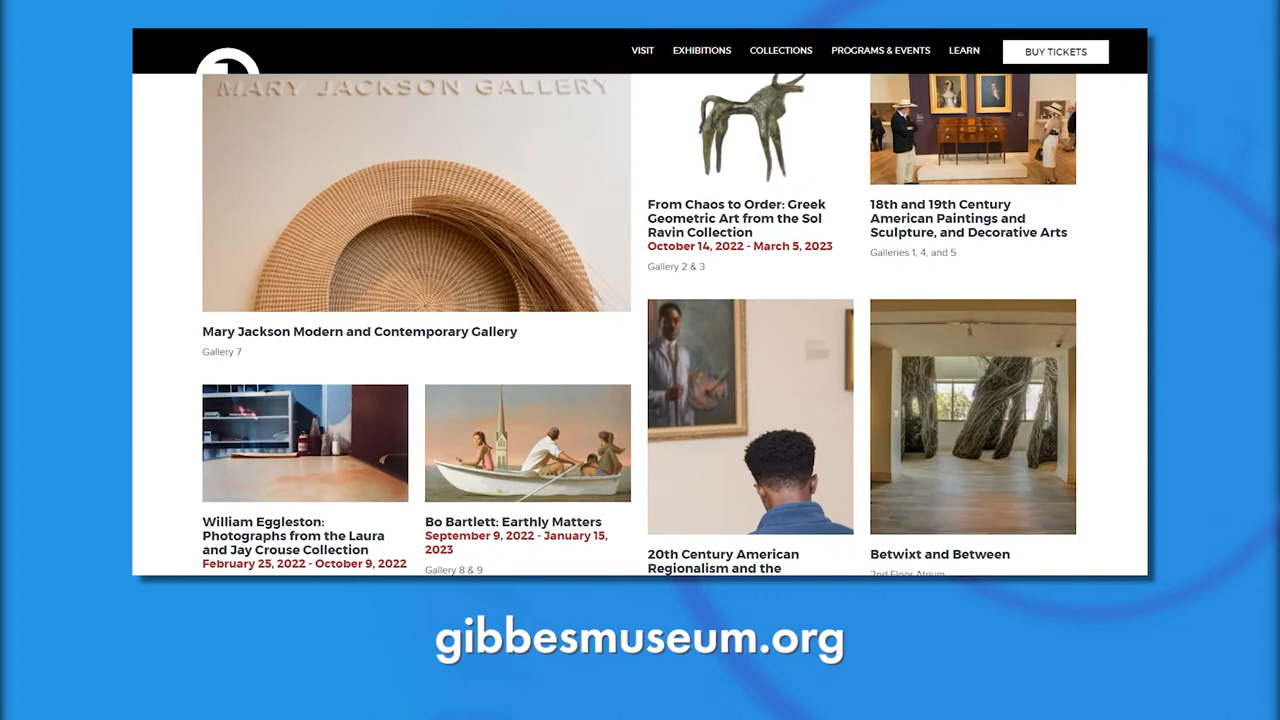 VISIT
EXHIBITIONS
COLLECTIONS
PROGRAMS & EVENTS
LEARN
BUY TICKETS
MARY JACKSON GALLERY
Mary Jackson Modern and Contemporary Gallery
Gallery 7
From Chaos to Order: Greek
Geometric Art from the Sol
Ravin Collection
October 14, 2022 - March 5, 2023
Gallery 2 & 3
18th and 19th Century
American Paintings and
Sculpture, and Decorative Arts
Galleries 1, 4, and 5
William Eggleston:
Photographs from the Laura
and Jay Crouse Collection
February 25, 2022 - October 9, 2022
Bo Bartlett: Earthly Matters
September 9, 2022 - January 15,
2023
Gallery 8 & 9
20th Century American
Regionalism and the
Betwixt and Between
2nd Floor Atrium
gibbesmuseum.org